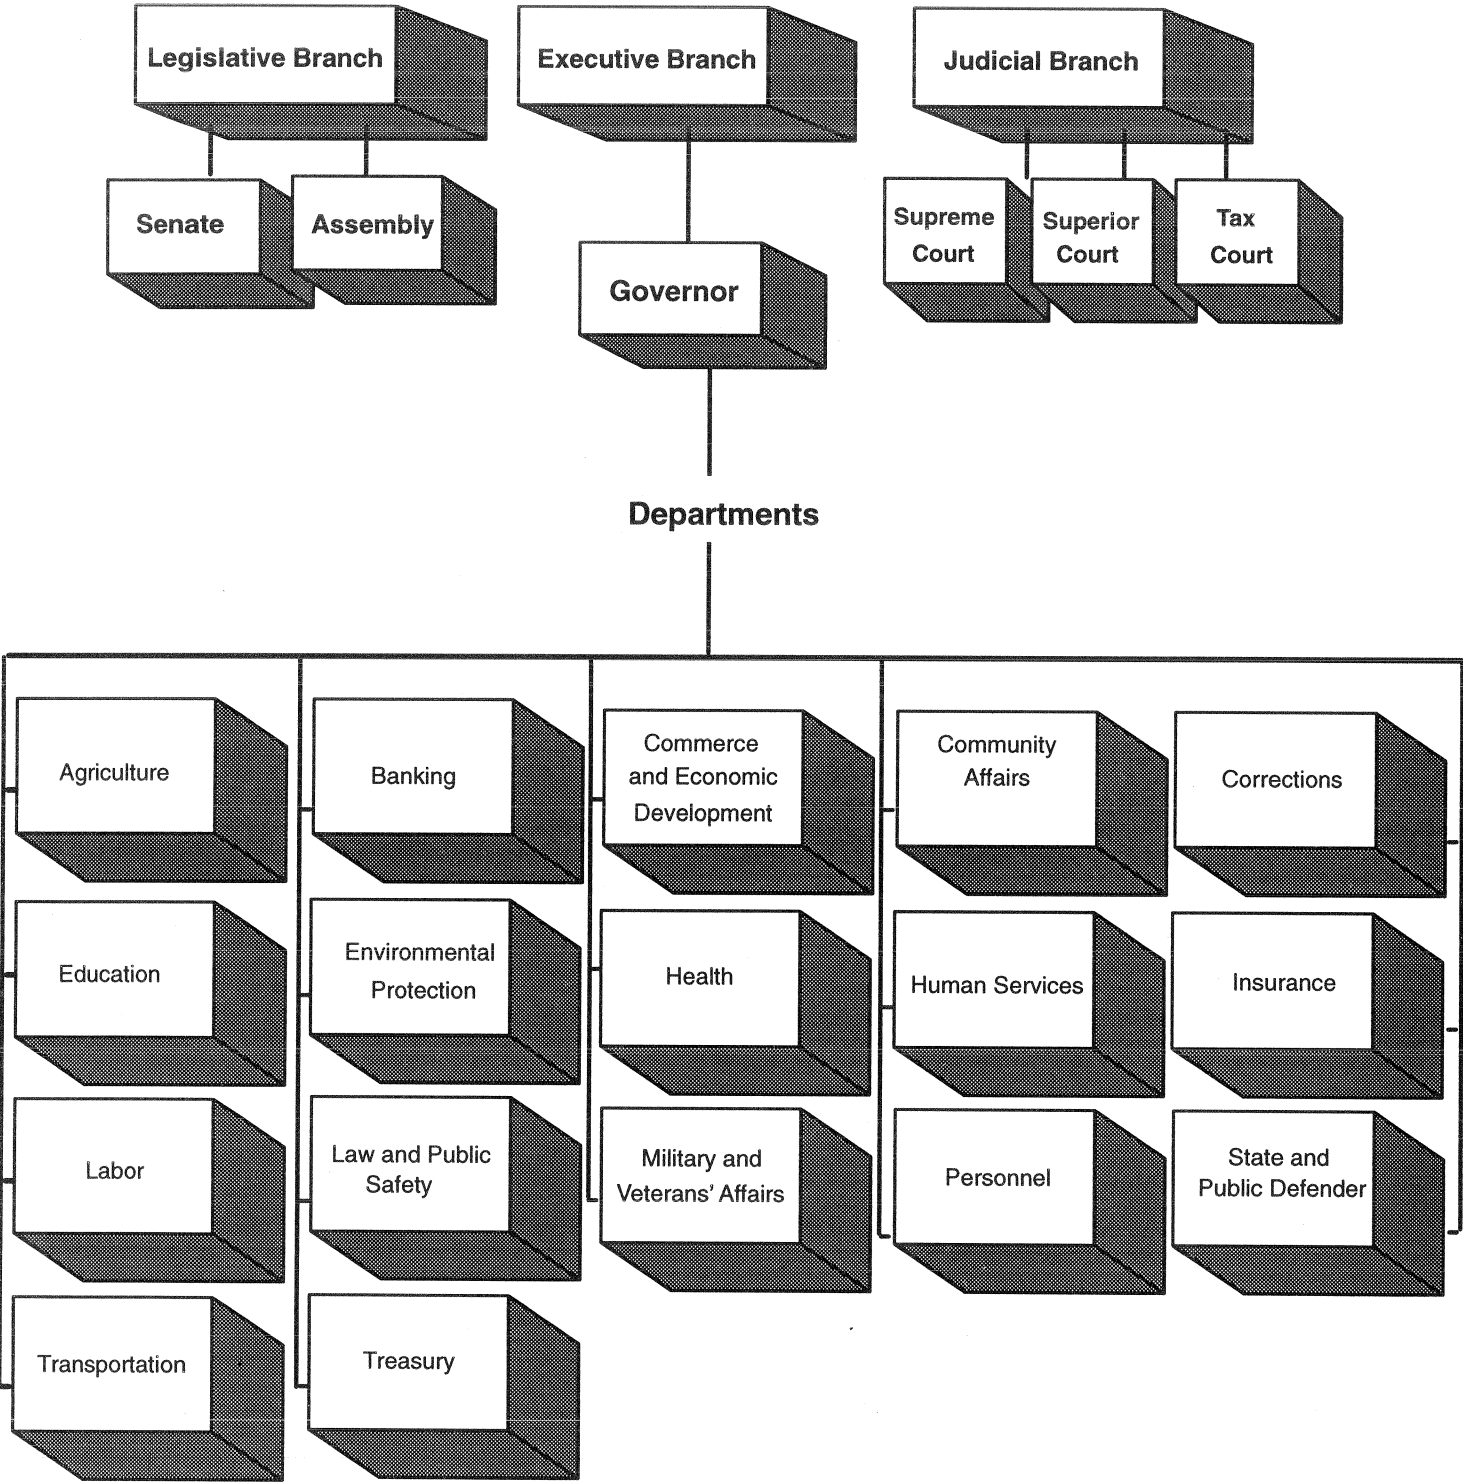 Legislative Branch
Executive Branch
Judicial Branch
Senate
Assembly
Governor
Supreme
Court
Superior
Court
Tax
Court
Departments
Agriculture
Banking
Commerce
and Economic
Development
Community
Affairs
Corrections
Education
Environmental
Protection
Health
Human Services
Insurance
Labor
Law and Public
Safety
Military and
Veterans' Affairs
Personnel
State and
Public Defender
Transportation
Treasury